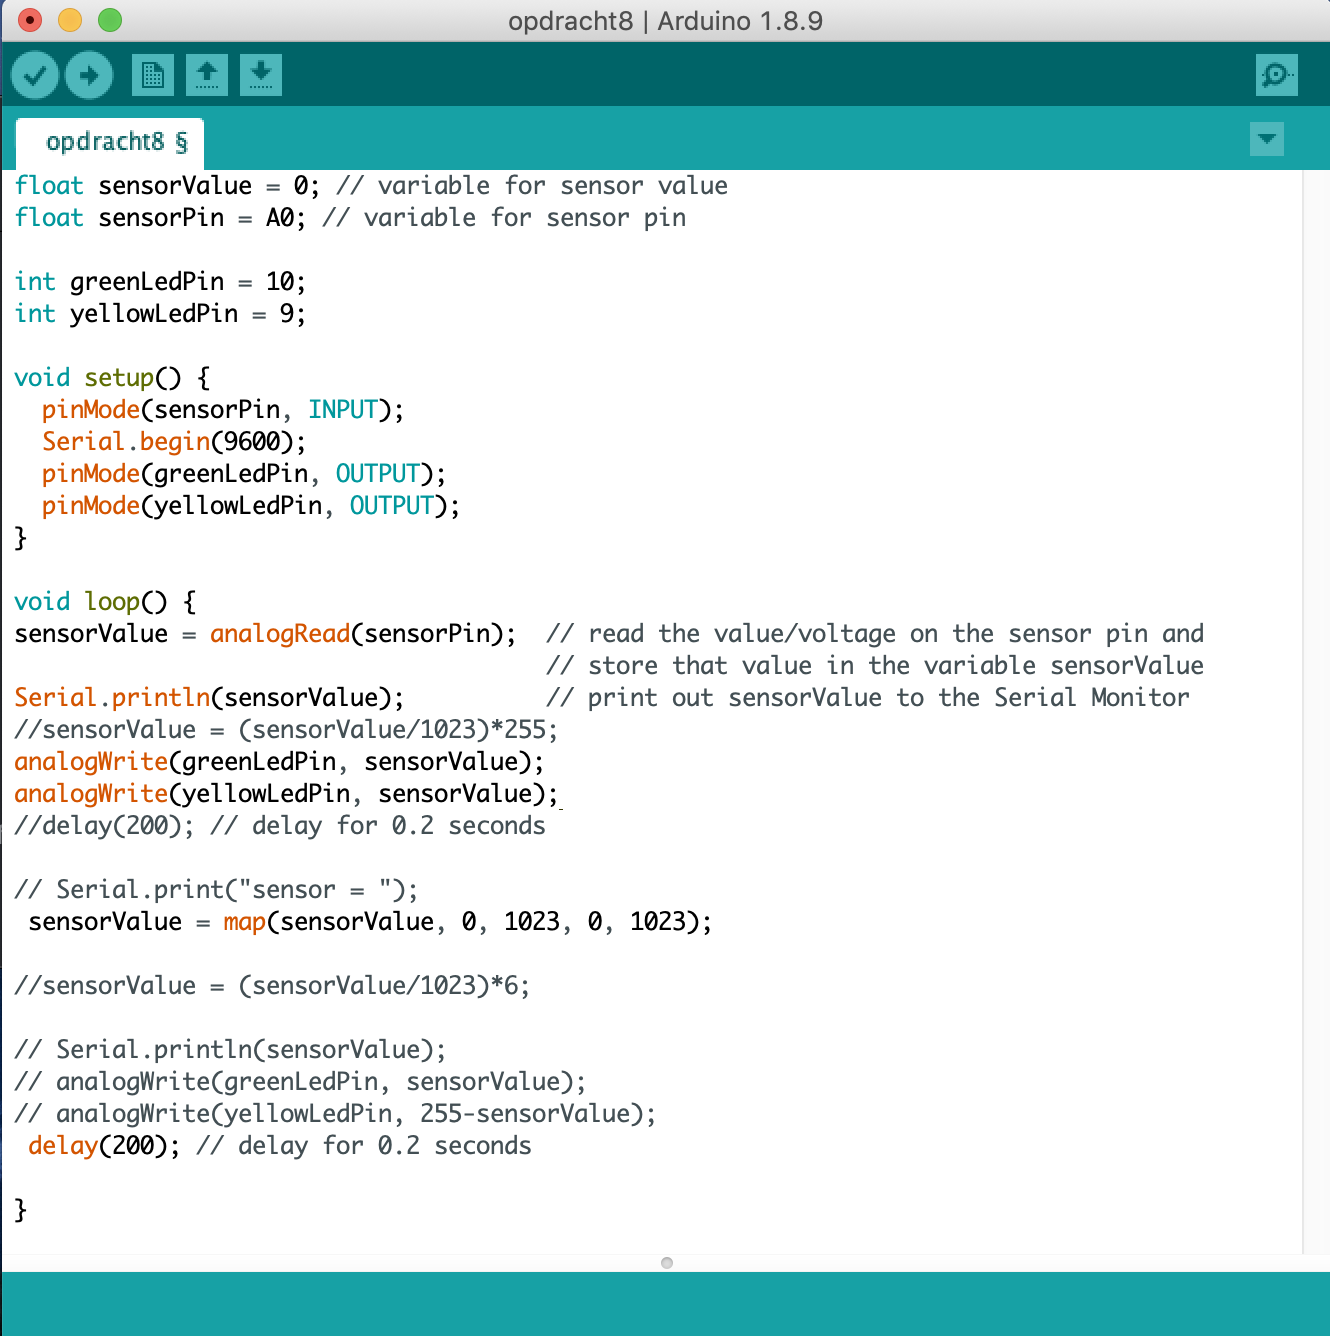 opdracht8 | Arduino 1.8.9
opdracht8 §
float sensorValue = 0; // variable for sensor value
float sensorPin = A0; // variable for sensor pin
int greenLedPin = 10;
int yellowLedPin = 9;
void setup() {
pinMode(sensorPin, INPUT);
Serial.begin(9600);
pinMode(greenLedPin, OUTPUT);
pinMode(yellowLedPin, OUTPUT);
}
void loop() {
sensorValue = analogRead(sensorPin); // read the value/voltage on the sensor pin and
// store that value in the variable sensorValue
Serial.println(sensorValue); // print out sensorValue to the Serial Monitor
//sensorValue = (sensorValue/1023)*255;
analogWrite(greenLedPin, sensorValue);
analogWrite(yellowLedPin, sensorValue);
//delay(200); // delay for 0.2 seconds
// Serial.print("sensor = ");
sensorValue = map(sensorValue, 0, 1023, 0, 1023);
//sensorValue = (sensorValue/1023)*6;
// Serial.println(sensorValue);
// analogWrite(greenLedPin, sensorValue);
// analogWrite(yellowLedPin, 255-sensorValue);
delay(200); // delay for 0.2 seconds
}